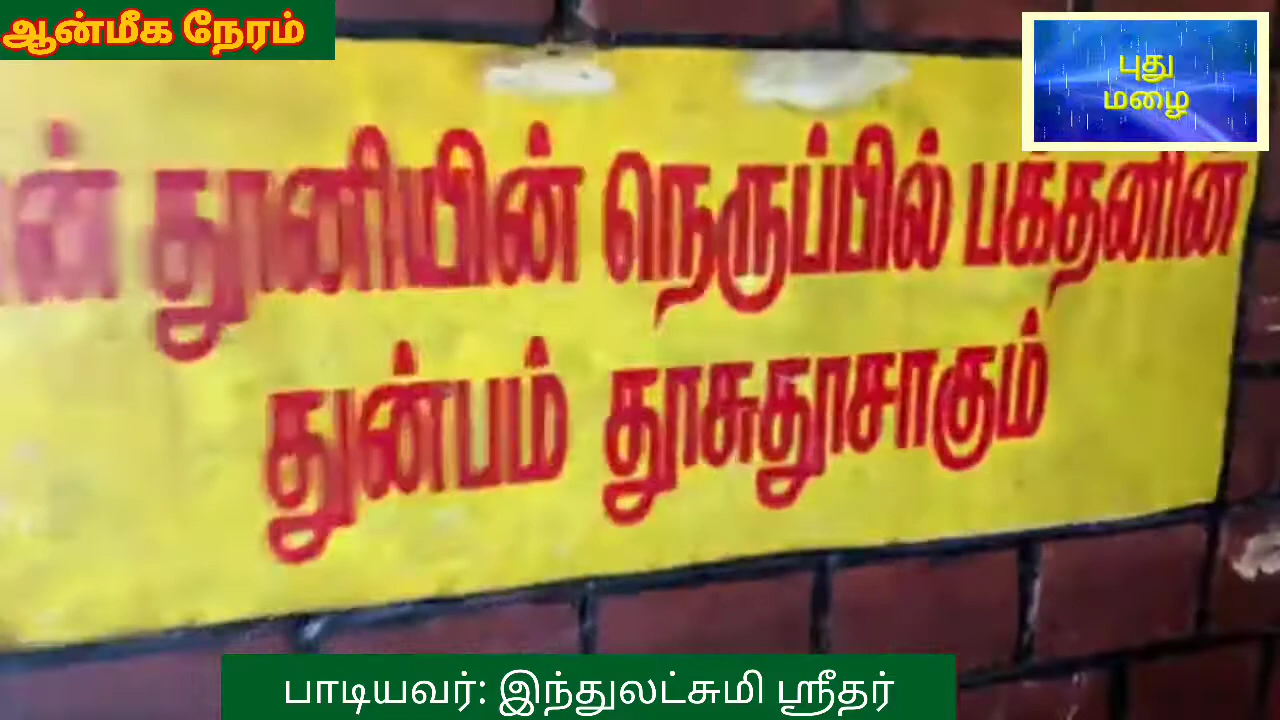 ஆன்மீக நேரம்
புது
மழை
தூனியின் நெருப்பில் பக்தனின்
துன்பம் தூசுதூசாகும்
பாடியவர்: இந்துலட்சுமி ஸ்ரீதர்